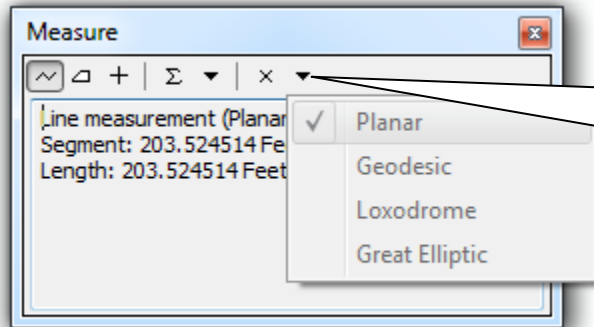 Measure
Σ
Line measurement (Planar
Segment: 203.524514 Fe
Length: 203.524514 Feet
Planar
Geodesic
Loxodrome
Great Elliptic